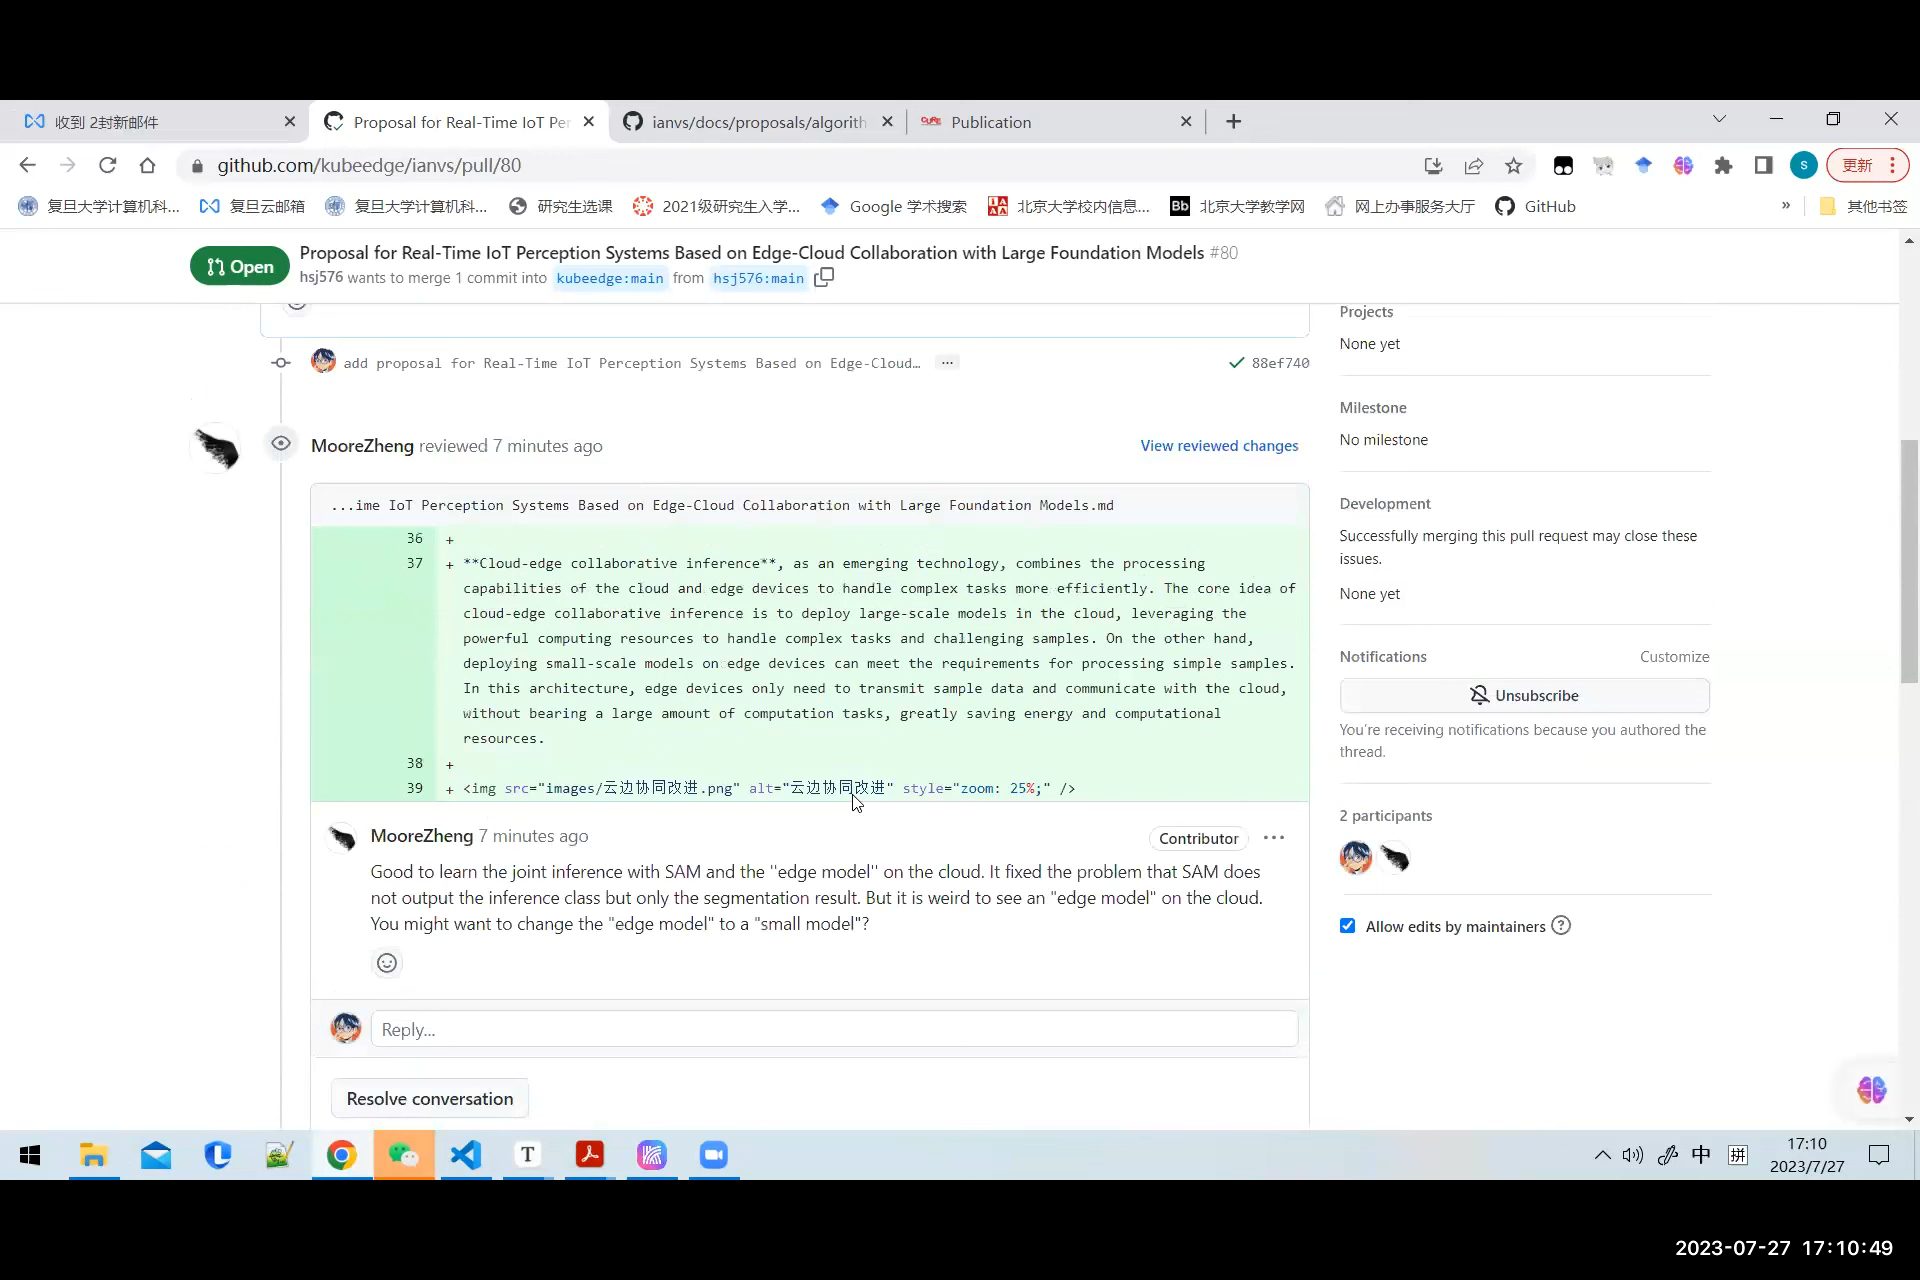 收到 2封新邮件
Proposal for Real-Time IoT Per
ianvs/docs/proposals/algorith
Publication
github.com/kubeedge/ianvs/pull/80
S
更新
复旦大学计算机科...
复旦云邮箱
复旦大学计算机科...
研究生选课
2021级研究生入学...
Google 学术搜索
北京大学校内信息...
Bb 北京大学教学网
网上办事服务大厅
GitHub
»
其他书签
Open
Proposal for Real-Time IoT Perception Systems Based on Edge-Cloud Collaboration with Large Foundation Models #80
hsj576 wants to merge 1 commit into kubeedge:main from hsj576:main
add proposal for Real-Time IoT Perception Systems Based on Edge-Cloud… ...
88ef740
MooreZheng reviewed 7 minutes ago
View reviewed changes
...ime IoT Perception Systems Based on Edge-Cloud Collaboration with Large Foundation Models.md
36 +
37 + **Cloud-edge collaborative inference**, as an emerging technology, combines the processing
capabilities of the cloud and edge devices to handle complex tasks more efficiently. The core idea of
cloud-edge collaborative inference is to deploy large-scale models in the cloud, leveraging the
powerful computing resources to handle complex tasks and challenging samples. On the other hand,
deploying small-scale models on edge devices can meet the requirements for processing simple samples.
In this architecture, edge devices only need to transmit sample data and communicate with the cloud,
without bearing a large amount of computation tasks, greatly saving energy and computational
resources.
38 +
39 + <img src="images/云边协同改进.png" alt="云边协同改进" style="zoom: 25%;" />
MooreZheng 7 minutes ago
Contributor
Good to learn the joint inference with SAM and the ''edge model'' on the cloud. It fixed the problem that SAM does
not output the inference class but only the segmentation result. But it is weird to see an "edge model" on the cloud.
You might want to change the "edge model" to a "small model"?
Reply...
Resolve conversation
Projects
None yet
Milestone
No milestone
Development
Successfully merging this pull request may close these
issues.
None yet
Notifications
Customize
Unsubscribe
You're receiving notifications because you authored the
thread.
2 participants
Allow edits by maintainers
T
中
拼
17:10
2023/7/27
2023-07-27 17:10:49